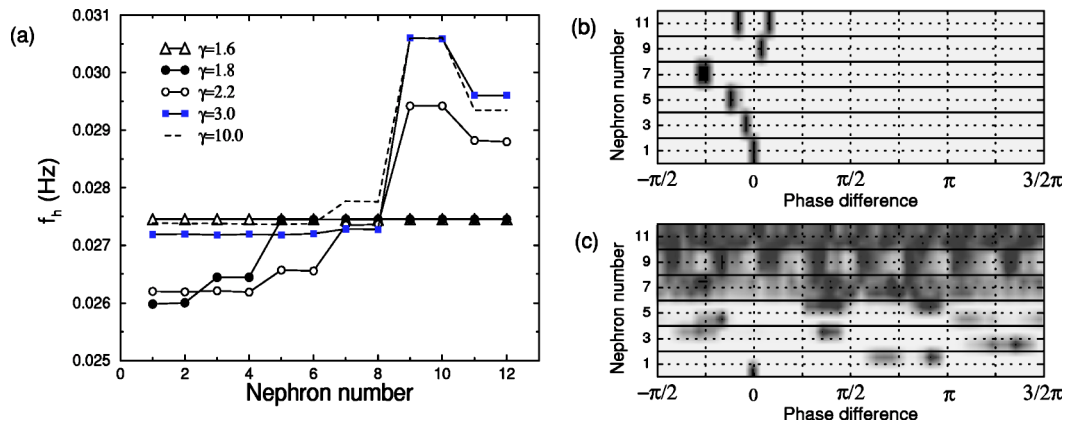 (a)
0.031
0.030
0.029
0.028
0.027
0.026
0.025
f_h (Hz)
γ=1.6
γ=1.8
γ=2.2
γ=3.0
γ=10.0
0 2 4 6 8 10 12
Nephron number
(b)
Nephron number
11
9
7
5
3
1
−π/2 0 π/2 π 3/2π
Phase difference
(c)
Nephron number
11
9
7
5
3
1
−π/2 0 π/2 π 3/2π
Phase difference